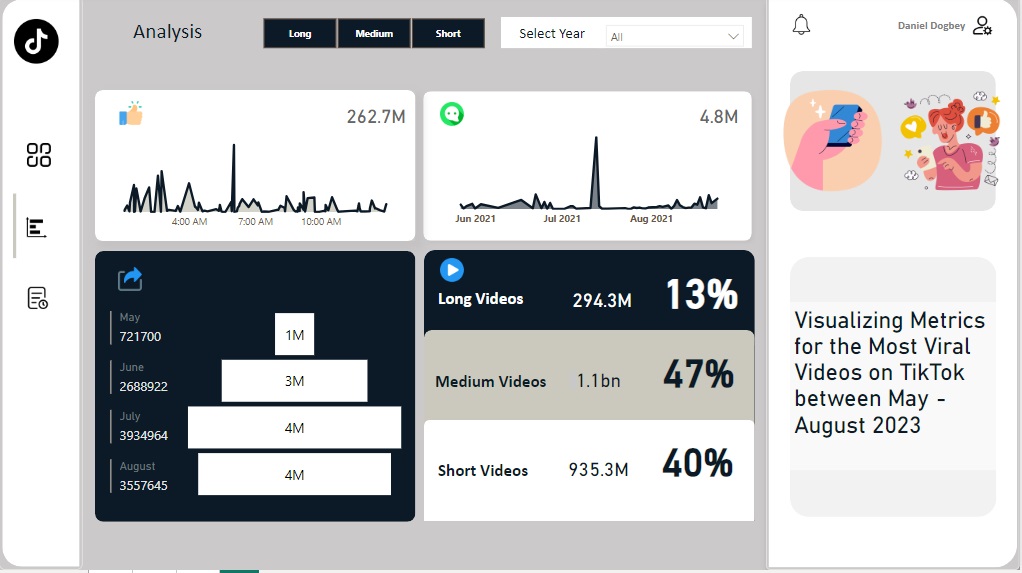 Analysis
Long
Medium
Short
Select Year
All
Daniel Dogbey
262.7M
4:00 AM
7:00 AM
10:00 AM
4.8M
Jun 2021
Jul 2021
Aug 2021
May
721700
1M
June
2688922
3M
July
3934964
4M
August
3557645
4M
Long Videos
294.3M
13%
Medium Videos
1.1bn
47%
Short Videos
935.3M
40%
Visualizing Metrics
for the Most Viral
Videos on TikTok
between May -
August 2023